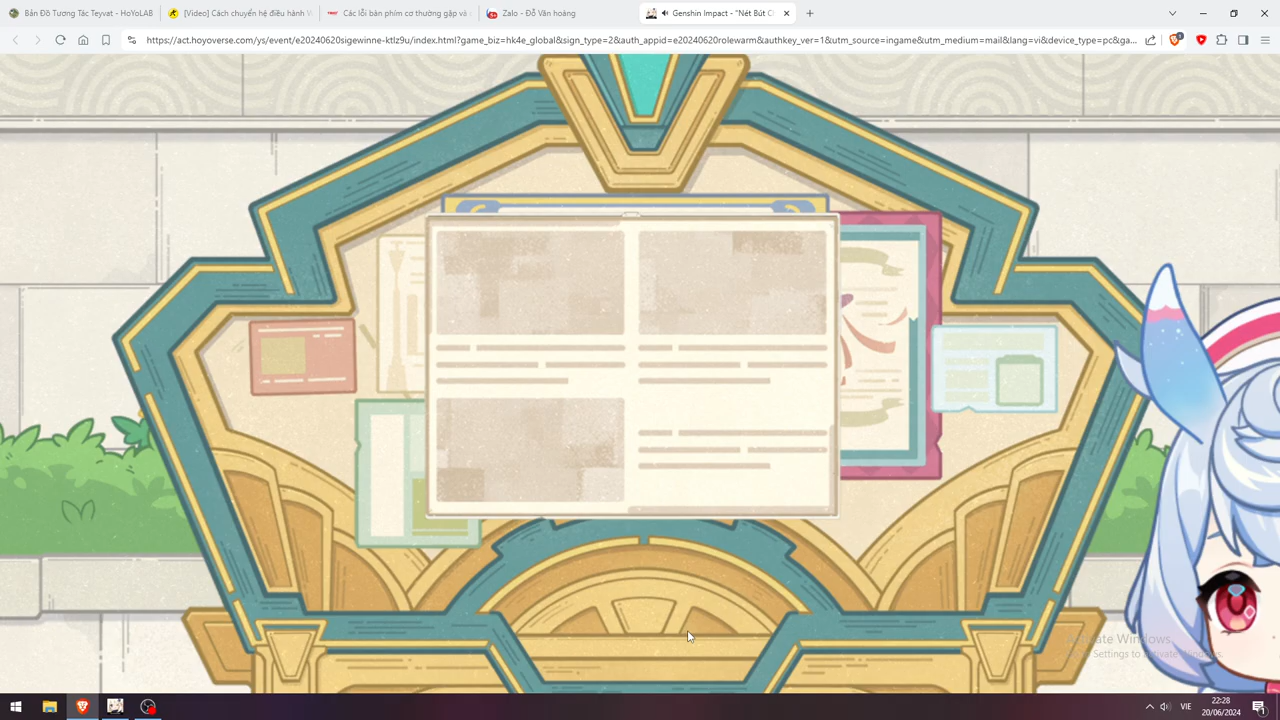 Bản Đồ Tương Tác Teyvat - HoYoLAB
[Video] Cách chuyển hệ điều hành V
Các lỗi bàn phím cơ thường gặp và c
Zalo - Đỗ Văn hoàng
Genshin Impact - "Nét Bút C
https://act.hoyoverse.com/ys/event/e20240620sigewinne-ktlz9u/index.html?game_biz=hk4e_global&sign_type=2&auth_appid=e20240620rolewarm&authkey_ver=1&utm_source=ingame&utm_medium=mail&lang=vi&device_type=pc&ga...
1
Activate Windows
Go to Settings to activate Windows.
VIE
22:28
20/06/2024
1